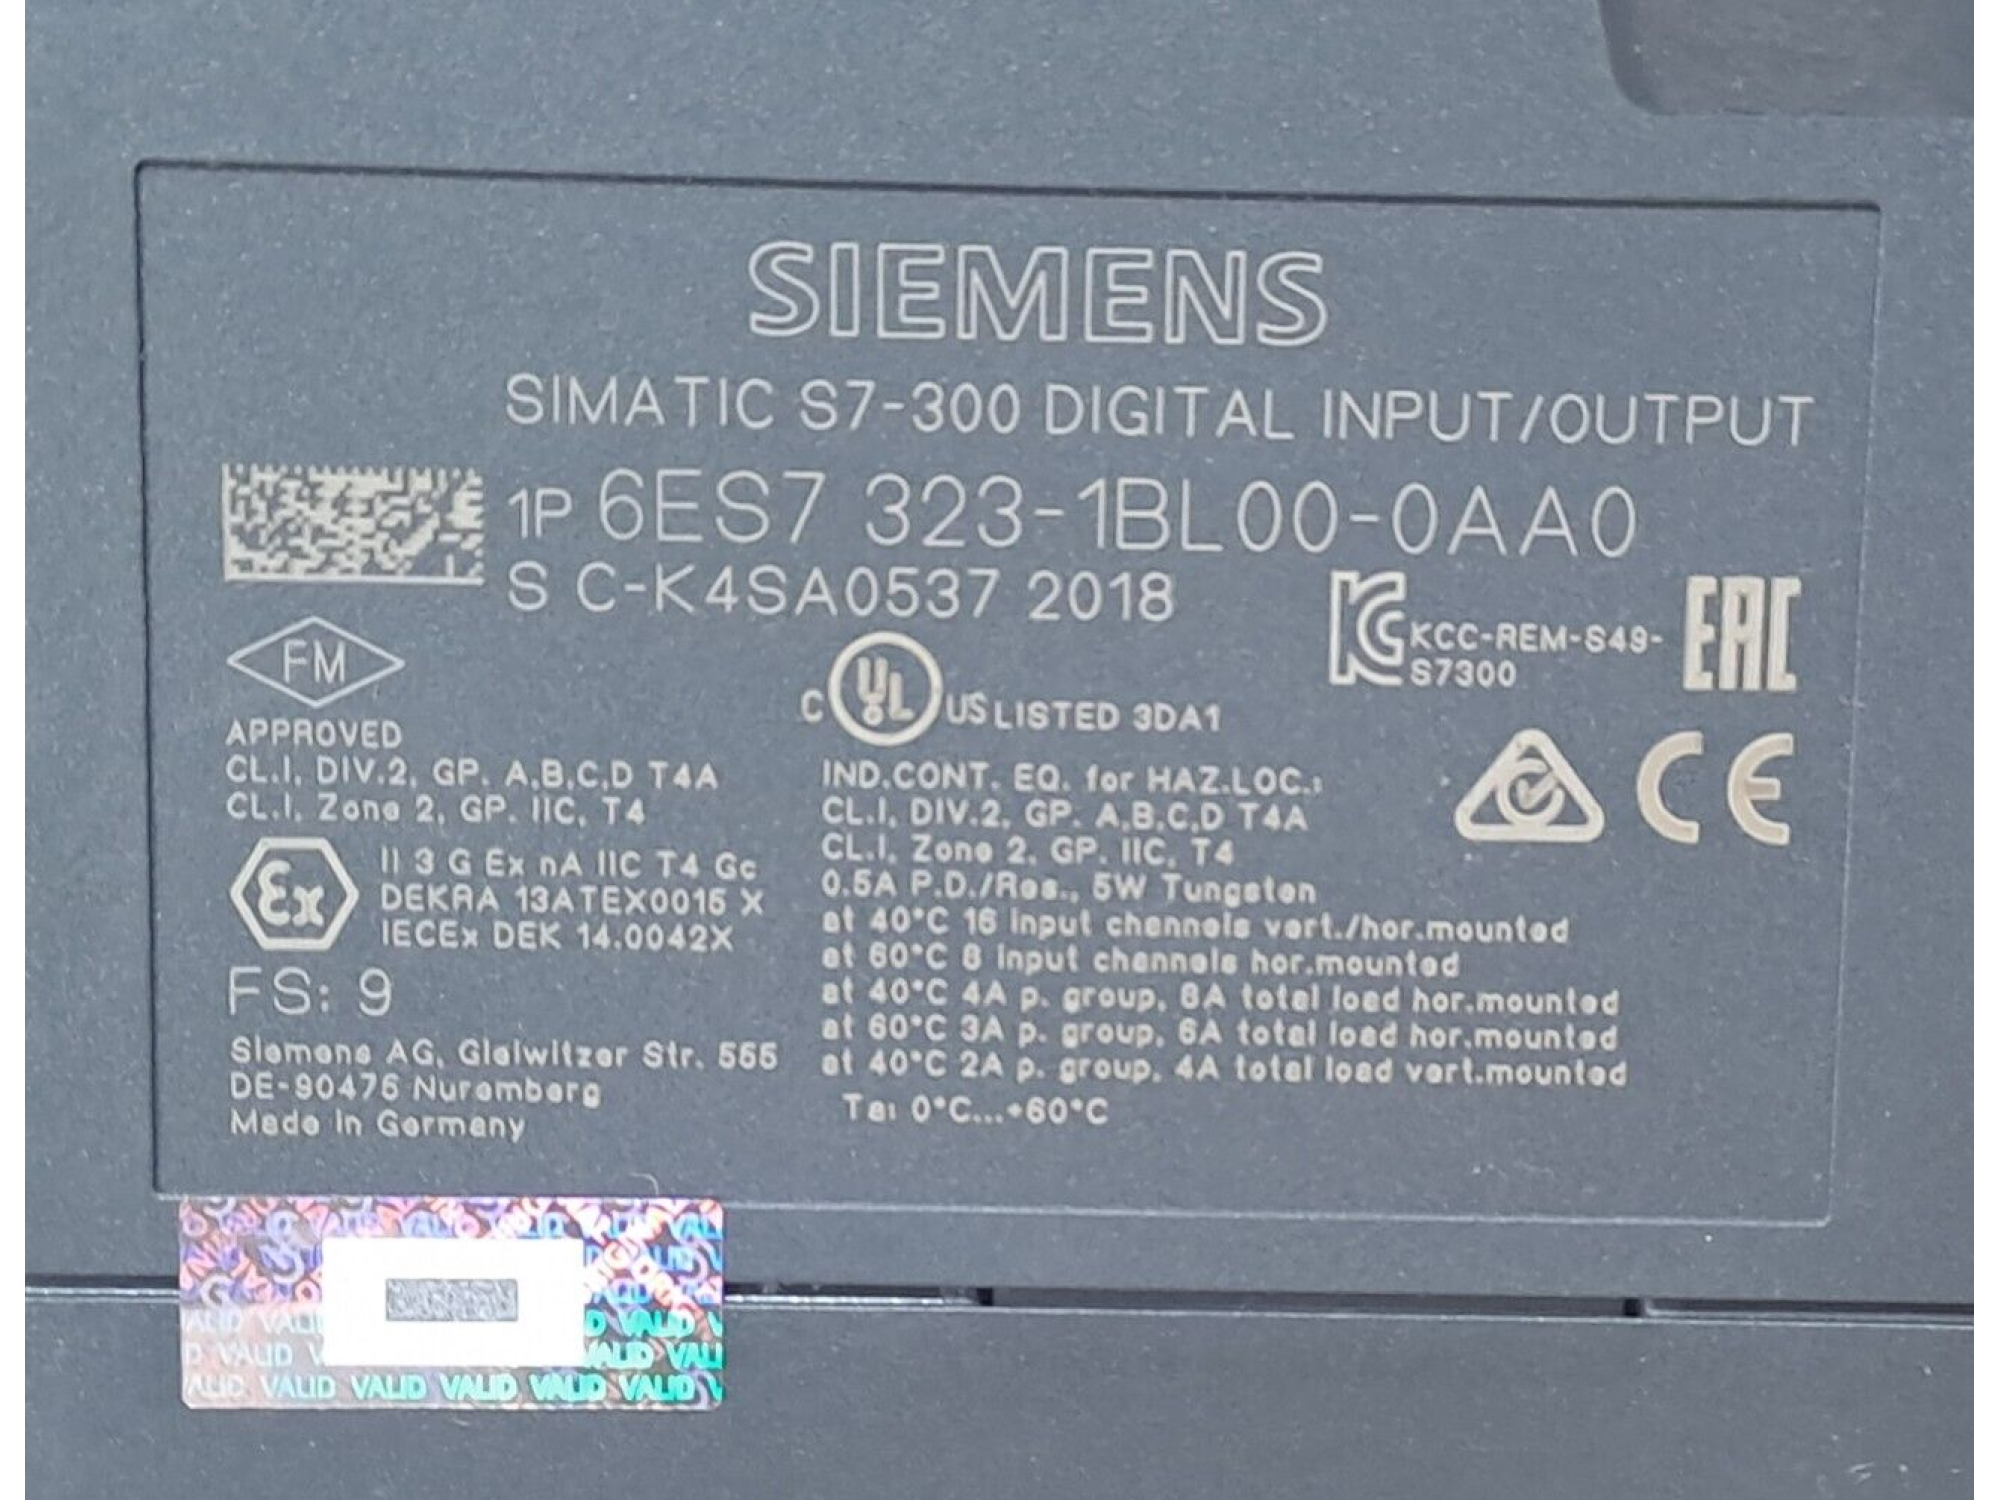 SIEMENS
SIMATIC S7-300 DIGITAL INPUT/OUTPUT
1P 6ES7 323-1BL00-0AA0
S C-K4SA0537 2018
KCC-REM-S49-
S7300
EAC
FM
APPROVED
CL.I, DIV.2, GP. A,B,C,D T4A
CL.I, Zone 2, GP. IIC, T4
Ex
II 3 G Ex nA IIC T4 Gc
DEKRA 13ATEX0015 X
IECEx DEK 14.0042X
FS: 9
Siemens AG, Gleiwitzer Str. 555
DE-90475 Nuremberg
Made in Germany
C UL US LISTED 3DA1
IND.CONT. EQ. for HAZ.LOC.:
CL.I, DIV.2, GP. A,B,C,D T4A
CL.I, Zone 2, GP. IIC, T4
0.5A P.D./Res., 5W Tungsten
at 40°C 16 input channels vert./hor.mounted
at 60°C 8 input channels hor.mounted
at 40°C 4A p. group, 8A total load hor.mounted
at 60°C 3A p. group, 6A total load hor.mounted
at 40°C 2A p. group, 4A total load vert.mounted
Ta: 0°C...+60°C
CE
VALID VALID VALID VALID VALID